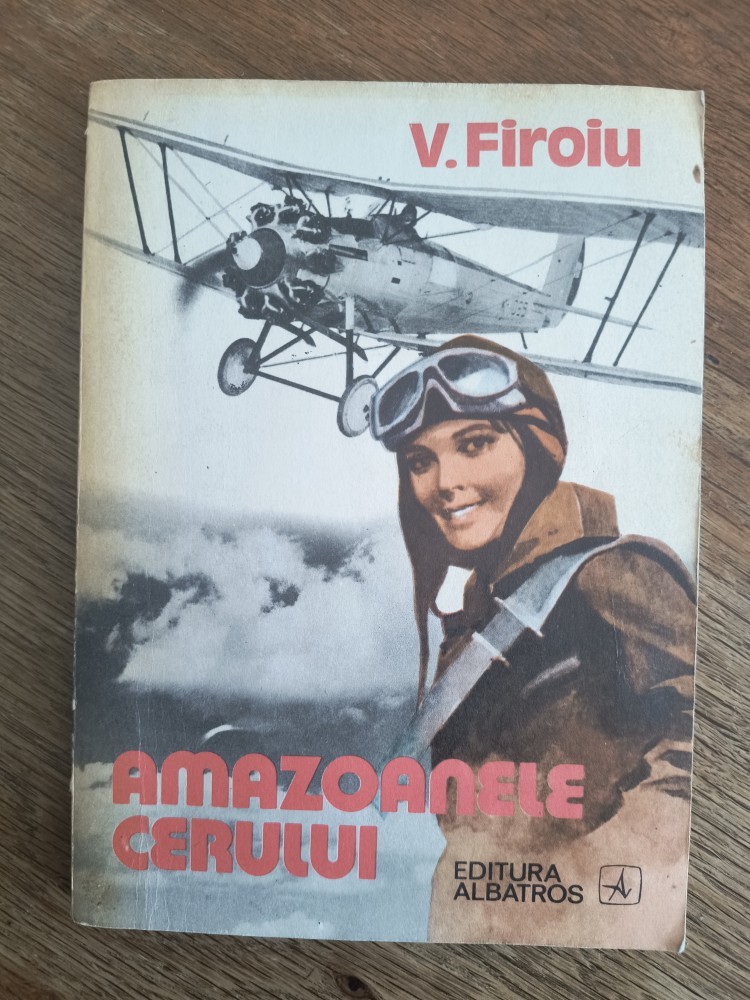 V. Firoiu
AMAZOANELE
CERULUI
EDITURA
ALBATROS